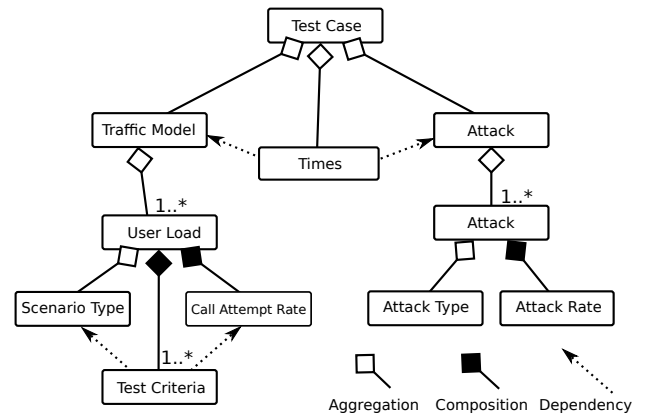 Test Case
Traffic Model
Attack
Times
1..*
1..*
User Load
Attack
Scenario Type
Call Attempt Rate
Attack Type
Attack Rate
1..*
Test Criteria
Aggregation
Composition
Dependency